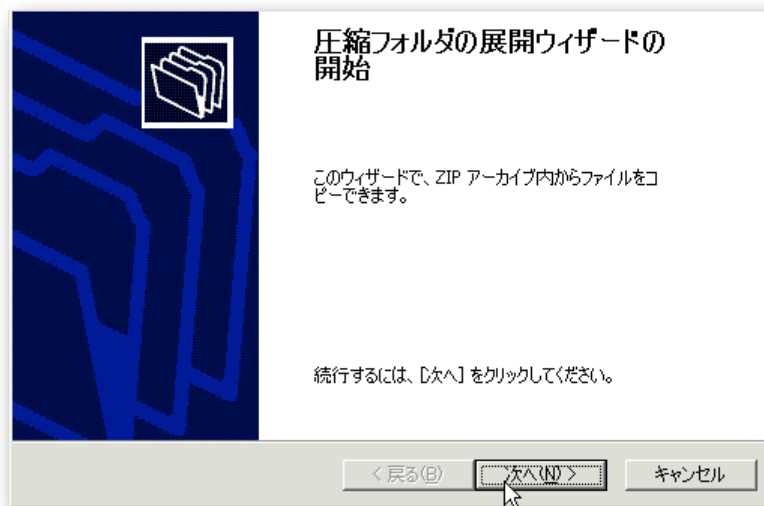 圧縮フォルダの展開ウィザードの
開始
このウィザードで、ZIP アーカイブ内からファイルをコ
ピーできます。
続行するには、[次へ] をクリックしてください。
< 戻る(B)
次へ(N) >
キャンセル